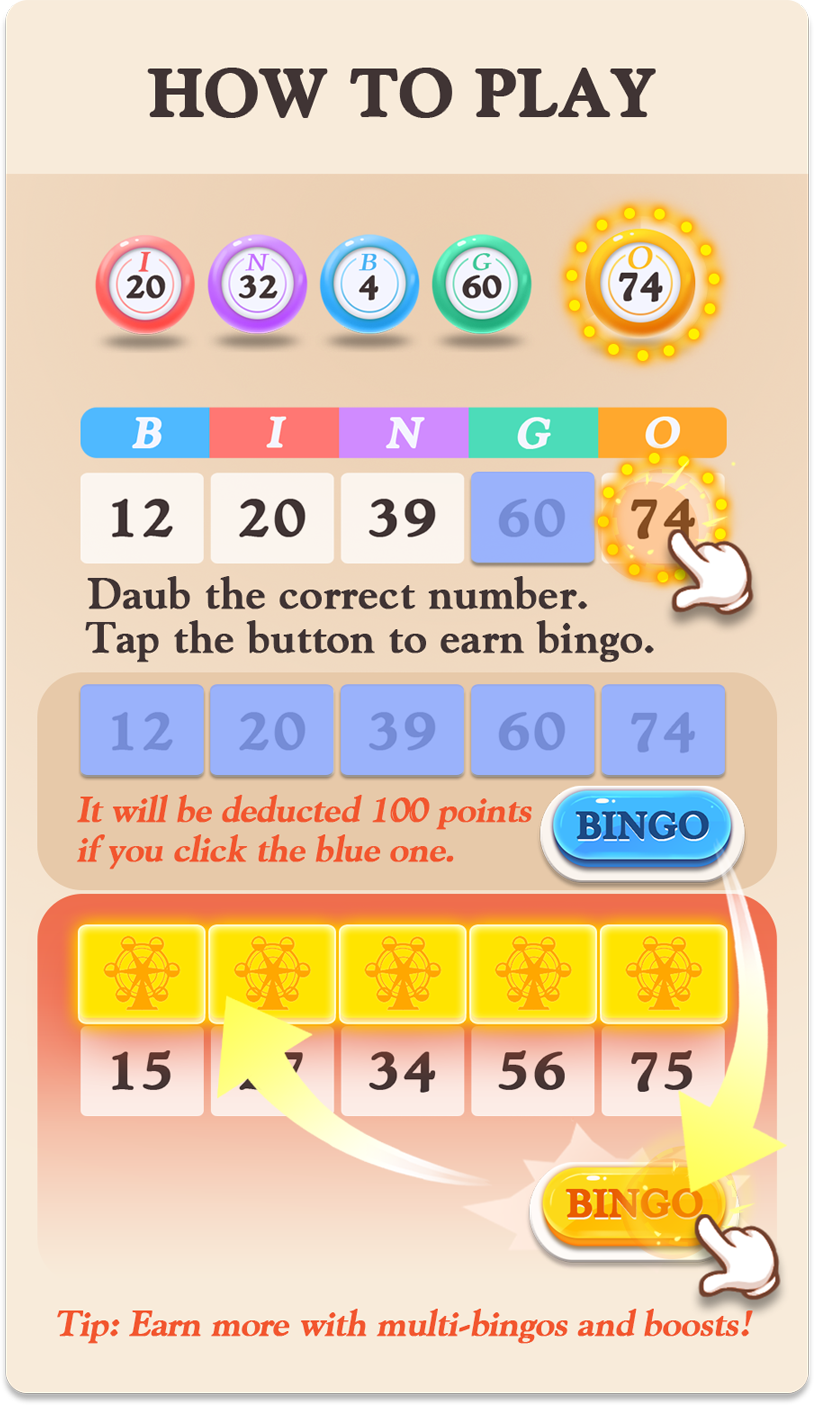 HOW TO PLAY
I N B G O
20 32 4 60 74
B I N G O
12 20 39 60 74
Daub the correct number.
Tap the button to earn bingo.
12 20 39 60 74
It will be deducted 100 points
if you click the blue one.
BINGO
15 34 56 75
BINGO
Tip: Earn more with multi-bingos and boosts!